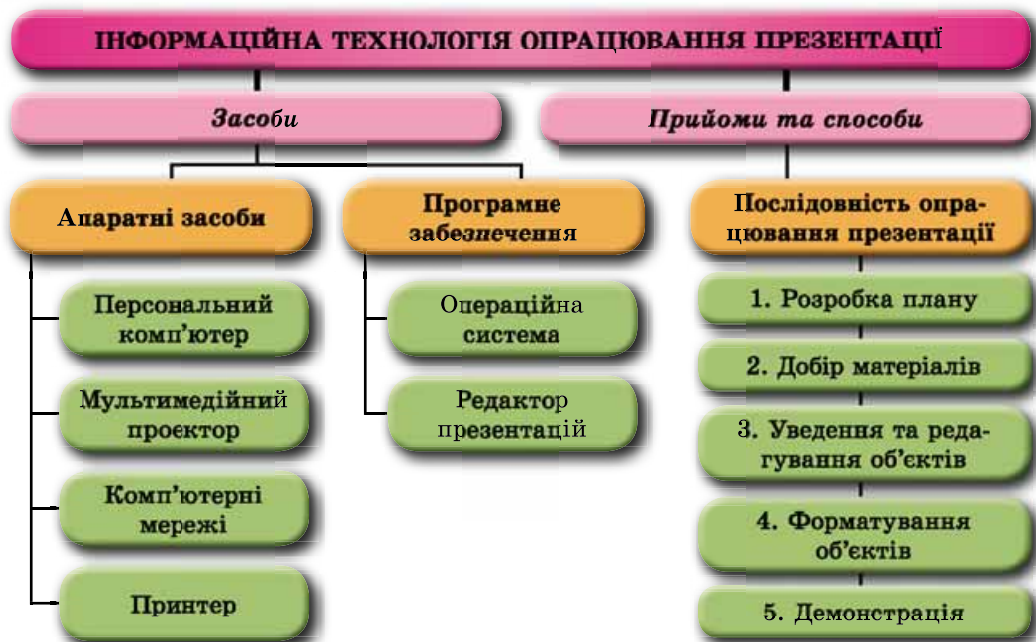 ІНФОРМАЦІЙНА ТЕХНОЛОГІЯ ОПРАЦЮВАННЯ ПРЕЗЕНТАЦІЇ
Засоби
Прийоми та способи
Апаратні засоби
Персональний
комп'ютер
Мультимедійний
проєктор
Комп'ютерні
мережі
Принтер
Програмне
забезпечення
Операційна
система
Редактор
презентацій
Послідовність опра-
цювання презентації
1. Розробка плану
2. Добір матеріалів
3. Уведення та реда-
гування об'єктів
4. Форматування
об'єктів
5. Демонстрація